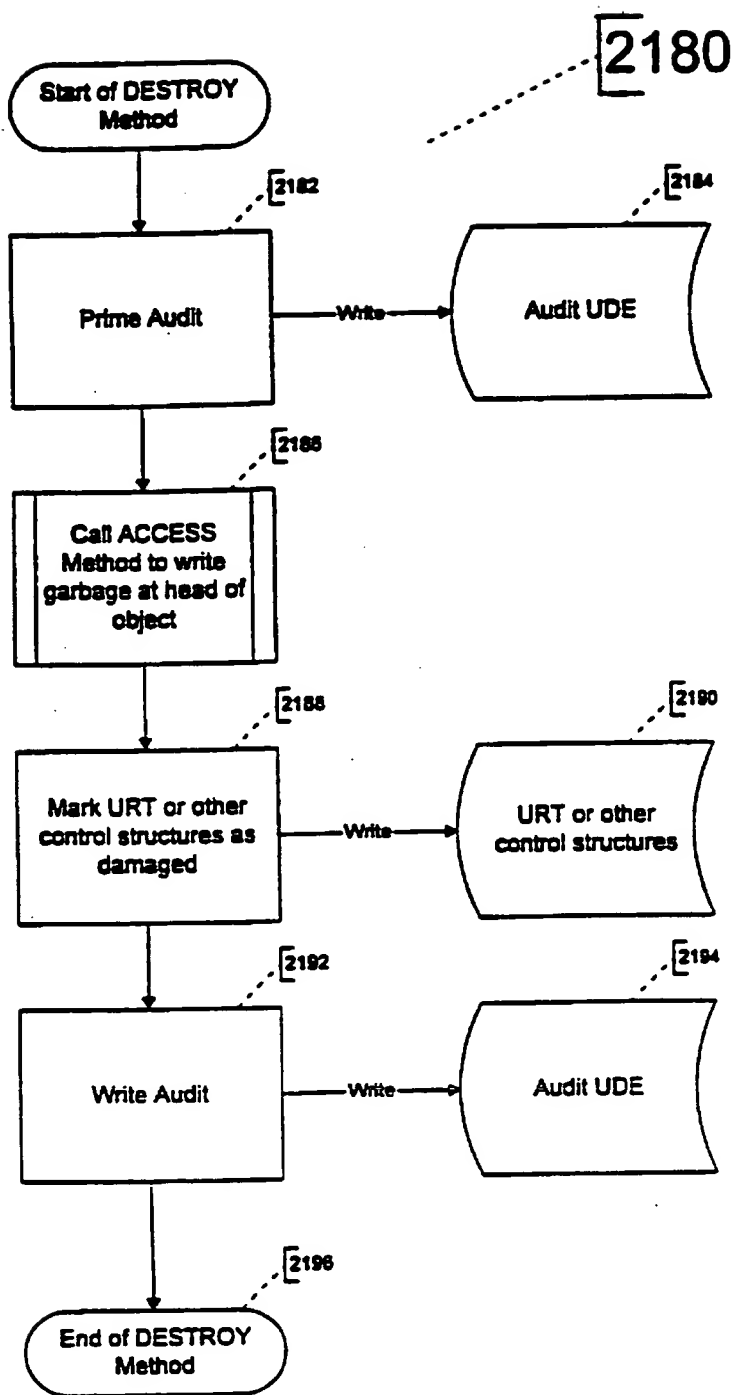 2180
Start of DESTROY
Method
2182
2184
Prime Audit
Write
Audit UDE
2186
Call ACCESS
Method to write
garbage at head of
object
2188
2190
Mark URT or other
control structures as
damaged
Write
URT or other
control structures
2192
2194
Write Audit
Write
Audit UDE
2196
End of DESTROY
Method